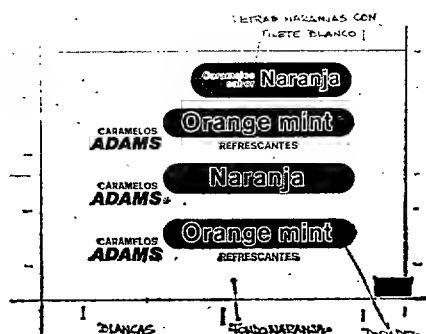 LETRAS NARANJAS CON
FILETE BLANCO
Caramelos sabor Naranja
Orange mint
CARAMELOS
ADAMS
REFRESCANTES
Naranja
CARAMELOS
ADAMS
Orange mint
CARAMELOS
ADAMS
REFRESCANTES
BLANCAS
FONDO NARANJA